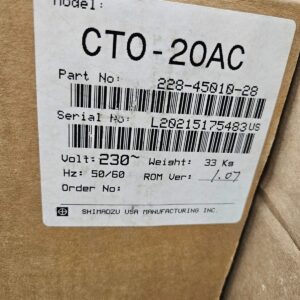 Model:
CTO-20AC
Part No: 228-45010-28
Serial No: L20215175483US
Volt: 230~ Weight: 33 Kg
Hz: 50/60 ROM Ver: 1.07
Order No:
SHIMADZU USA MANUFACTURING INC.